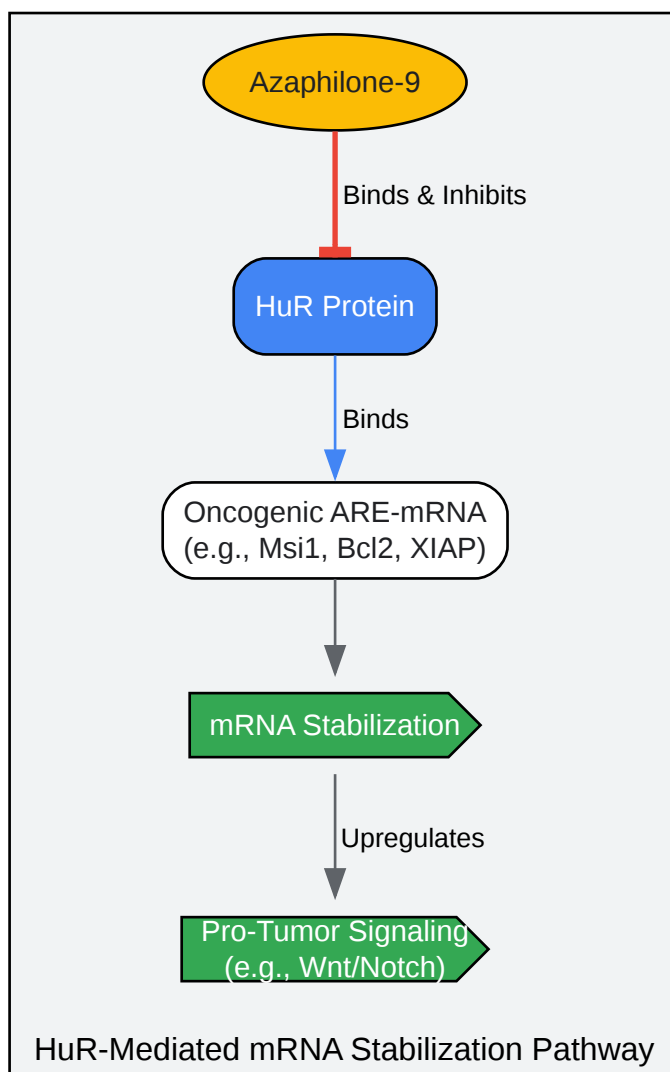 Azaphilone-9
Binds & Inhibits
HuR Protein
Binds
Oncogenic ARE-mRNA
(e.g., Msi1, Bcl2, XIAP)
mRNA Stabilization
Upregulates
Pro-Tumor Signaling
(e.g., Wnt/Notch)
HuR-Mediated mRNA Stabilization Pathway